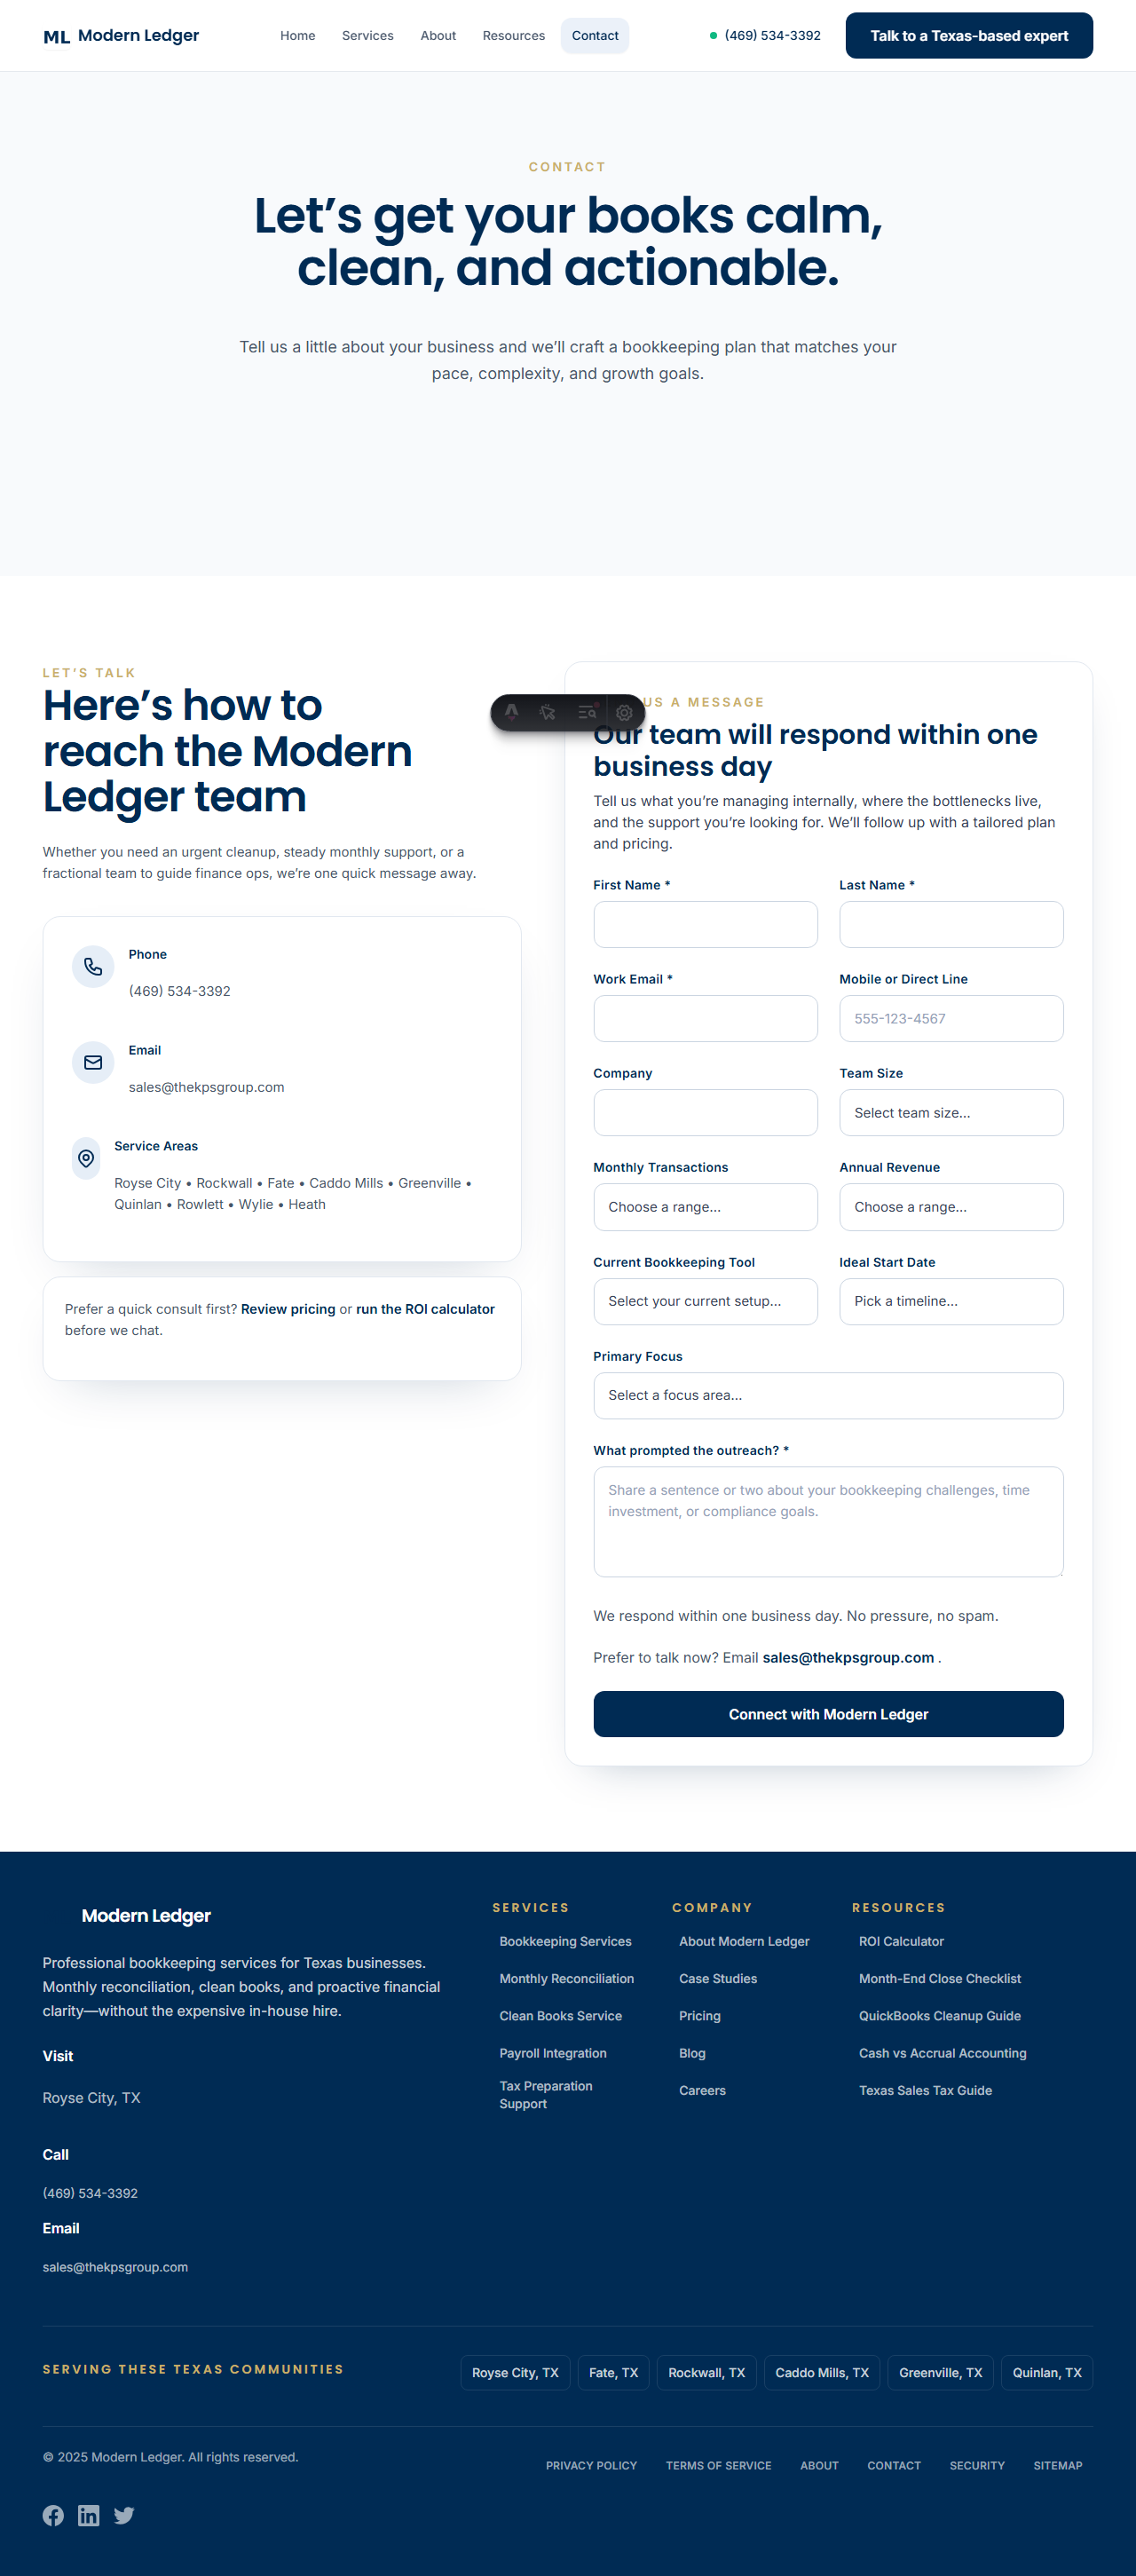 ML Modern Ledger
Home
Services
About
Resources
Contact
(469) 534-3392
Talk to a Texas-based expert
CONTACT
Let’s get your books calm,
clean, and actionable.
Tell us a little about your business and we’ll craft a bookkeeping plan that matches your
pace, complexity, and growth goals.
LET’S TALK
Here’s how to
reach the Modern
Ledger team
Whether you need an urgent cleanup, steady monthly support, or a
fractional team to guide finance ops, we’re one quick message away.
Phone
(469) 534-3392
Email
sales@thekpsgroup.com
Service Areas
Royse City • Rockwall • Fate • Caddo Mills • Greenville •
Quinlan • Rowlett • Wylie • Heath
Prefer a quick consult first? Review pricing or run the ROI calculator
before we chat.
US A MESSAGE
Our team will respond within one
business day
Tell us what you’re managing internally, where the bottlenecks live,
and the support you’re looking for. We’ll follow up with a tailored plan
and pricing.
First Name *
Last Name *
Work Email *
Mobile or Direct Line
555-123-4567
Company
Team Size
Select team size...
Monthly Transactions
Annual Revenue
Choose a range...
Choose a range...
Current Bookkeeping Tool
Ideal Start Date
Select your current setup...
Pick a timeline...
Primary Focus
Select a focus area...
What prompted the outreach? *
Share a sentence or two about your bookkeeping challenges, time
investment, or compliance goals.
We respond within one business day. No pressure, no spam.
Prefer to talk now? Email sales@thekpsgroup.com .
Connect with Modern Ledger
Modern Ledger
Professional bookkeeping services for Texas businesses.
Monthly reconciliation, clean books, and proactive financial
clarity—without the expensive in-house hire.
Visit
Royse City, TX
Call
(469) 534-3392
Email
sales@thekpsgroup.com
SERVICES
Bookkeeping Services
Monthly Reconciliation
Clean Books Service
Payroll Integration
Tax Preparation
Support
COMPANY
About Modern Ledger
Case Studies
Pricing
Blog
Careers
RESOURCES
ROI Calculator
Month-End Close Checklist
QuickBooks Cleanup Guide
Cash vs Accrual Accounting
Texas Sales Tax Guide
SERVING THESE TEXAS COMMUNITIES
Royse City, TX
Fate, TX
Rockwall, TX
Caddo Mills, TX
Greenville, TX
Quinlan, TX
© 2025 Modern Ledger. All rights reserved.
PRIVACY POLICY
TERMS OF SERVICE
ABOUT
CONTACT
SECURITY
SITEMAP